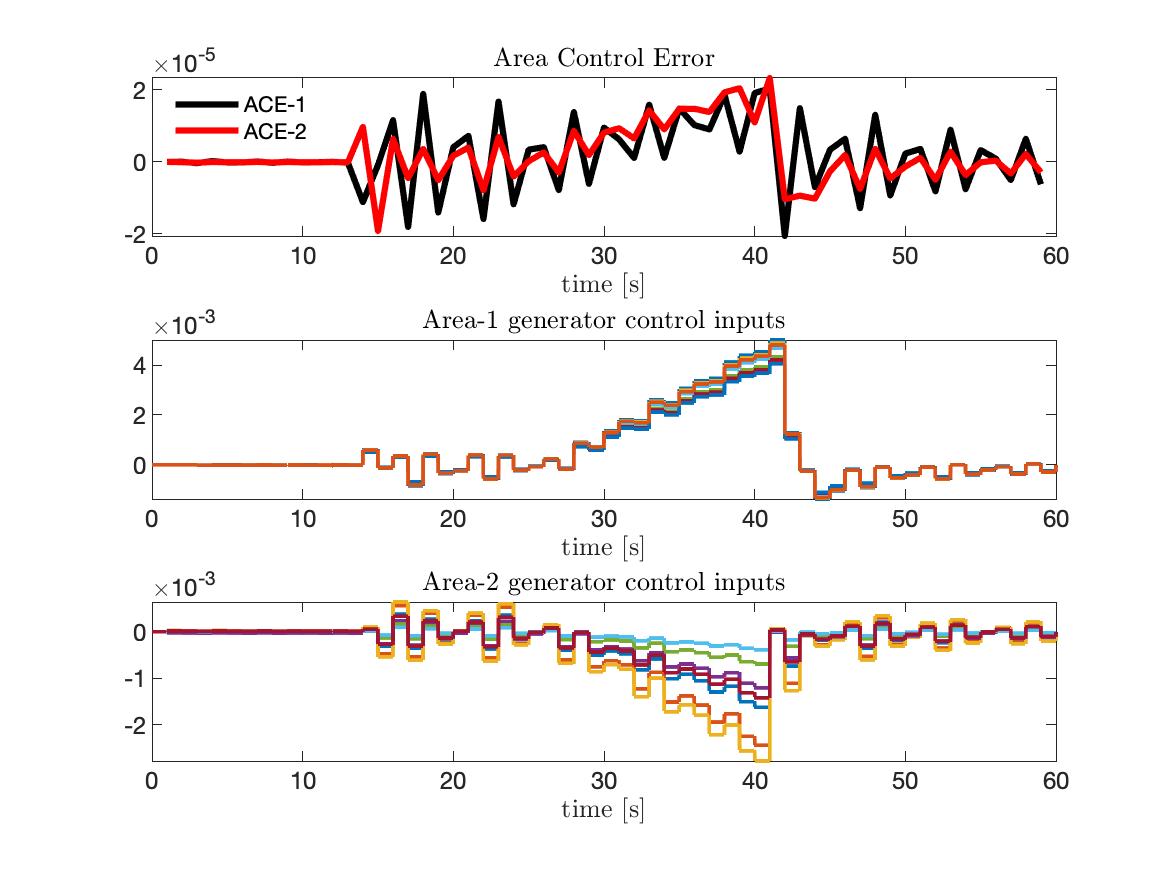 Area Control Error
×10-5
2
0
-2
ACE-1
ACE-2
0 10 20 30 40 50 60
time [s]
Area-1 generator control inputs
×10-3
4
2
0
0 10 20 30 40 50 60
time [s]
Area-2 generator control inputs
×10-3
0
-1
-2
0 10 20 30 40 50 60
time [s]